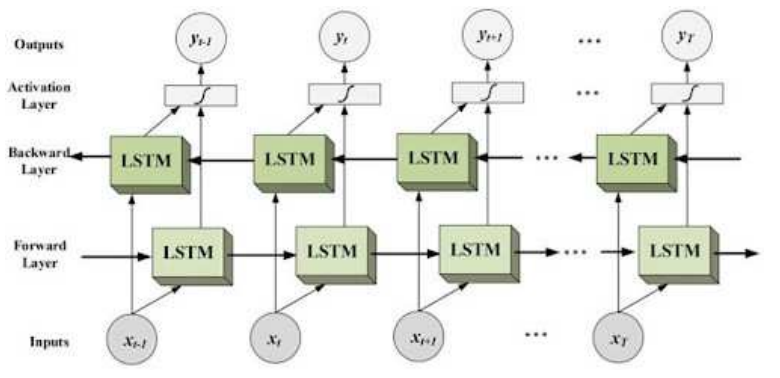 Outputs y_{t-1} y_t y_{t+1} ... y_T
Activation
Layer
∫ ∫ ∫ ... ∫
Backward
Layer
LSTM LSTM LSTM ... LSTM
Forward
Layer
LSTM LSTM LSTM ... LSTM
Inputs x_{t-1} x_t x_{t+1} ... x_T